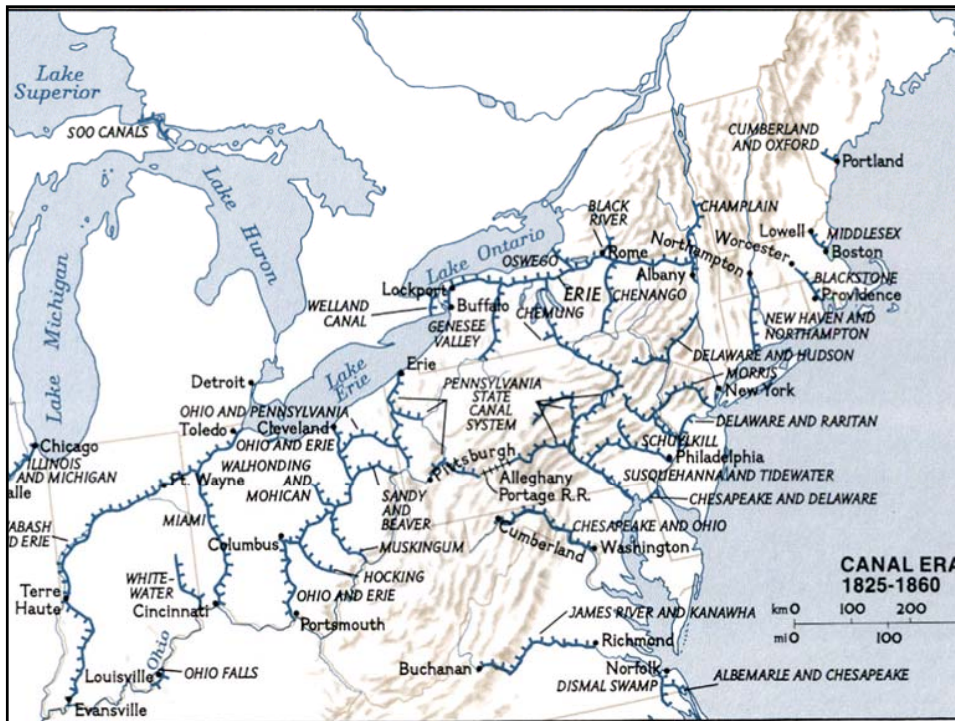 Lake
Superior
SOO CANALS
Lake Michigan
Lake
Huron
CUMBERLAND
AND OXFORD
Portland
BLACK
RIVER
CHAMPLAIN
Lowell
MIDDLESEX
Boston
Lake Ontario
OSWEGO
Rome
Northampton
Worcester
BLACKSTONE
Providence
Lockport
ERIE
Albany
CHENANGO
Buffalo
WELLAND
CANAL
GENESEE
VALLEY
CHEMUNG
NEW HAVEN AND
NORTHAMPTON
DELAWARE AND HUDSON
Lake
Erie
Erie
MORRIS
Detroit
PENNSYLVANIA
STATE
CANAL
SYSTEM
New York
OHIO AND PENNSYLVANIA
Toledo
Cleveland
OHIO AND ERIE
DELAWARE AND RARITAN
Chicago
ILLINOIS
AND MICHIGAN
alle
SCHUYLKILL
Philadelphia
WALHONDING
AND
MOHICAN
Pittsburgh
Alleghany
Portage R.R.
SUSQUEHANNA AND TIDEWATER
Ft. Wayne
SANDY
AND
BEAVER
CHESAPEAKE AND DELAWARE
MIAMI
ABASH
D ERIE
Columbus
MUSKINGUM
Cumberland
CHESAPEAKE AND OHIO
Washington
HOCKING
OHIO AND ERIE
WHITE-
WATER
Terre
Haute
Cincinnati
Portsmouth
CANAL ERA
1825-1860
km 0 100 200
mi 0 100
JAMES RIVER AND KANAWHA
Richmond
Buchanan
Ohio
Louisville
OHIO FALLS
Norfolk
DISMAL SWAMP
ALBEMARLE AND CHESAPEAKE
Evansville